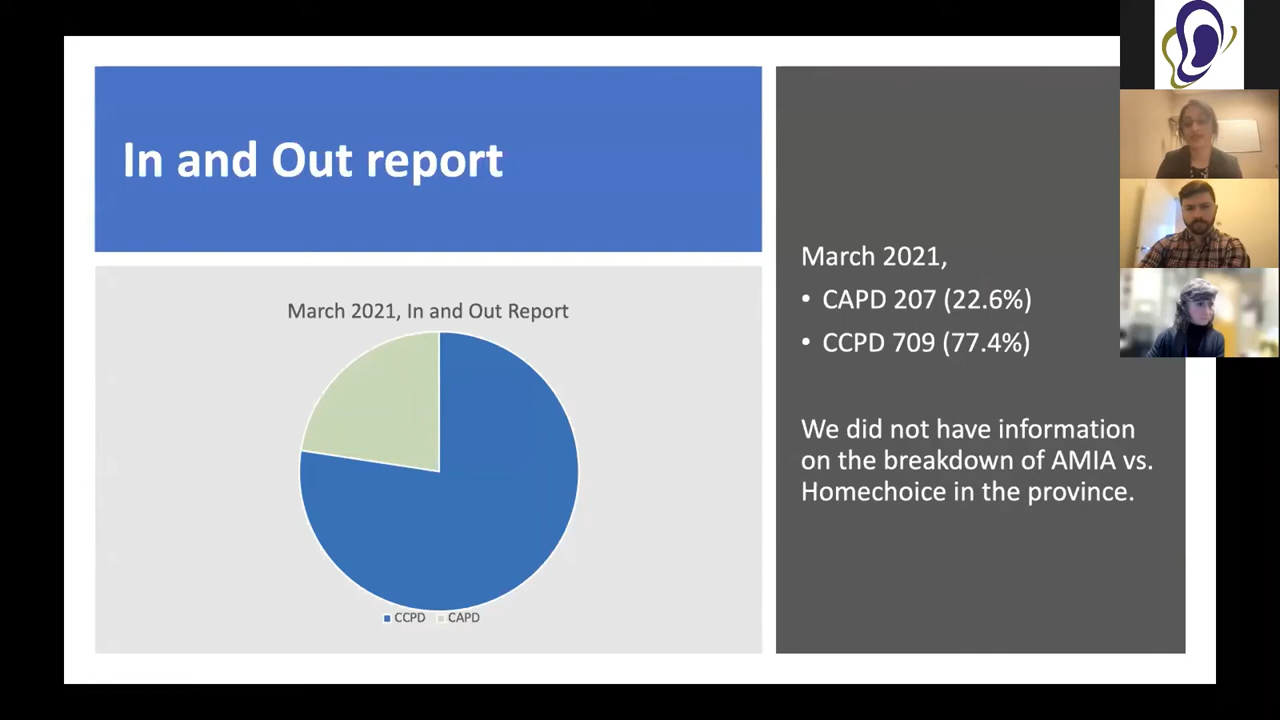 In and Out report
March 2021, In and Out Report
CCPD CAPD
March 2021,
• CAPD 207 (22.6%)
• CCPD 709 (77.4%)
We did not have information
on the breakdown of AMIA vs.
Homechoice in the province.